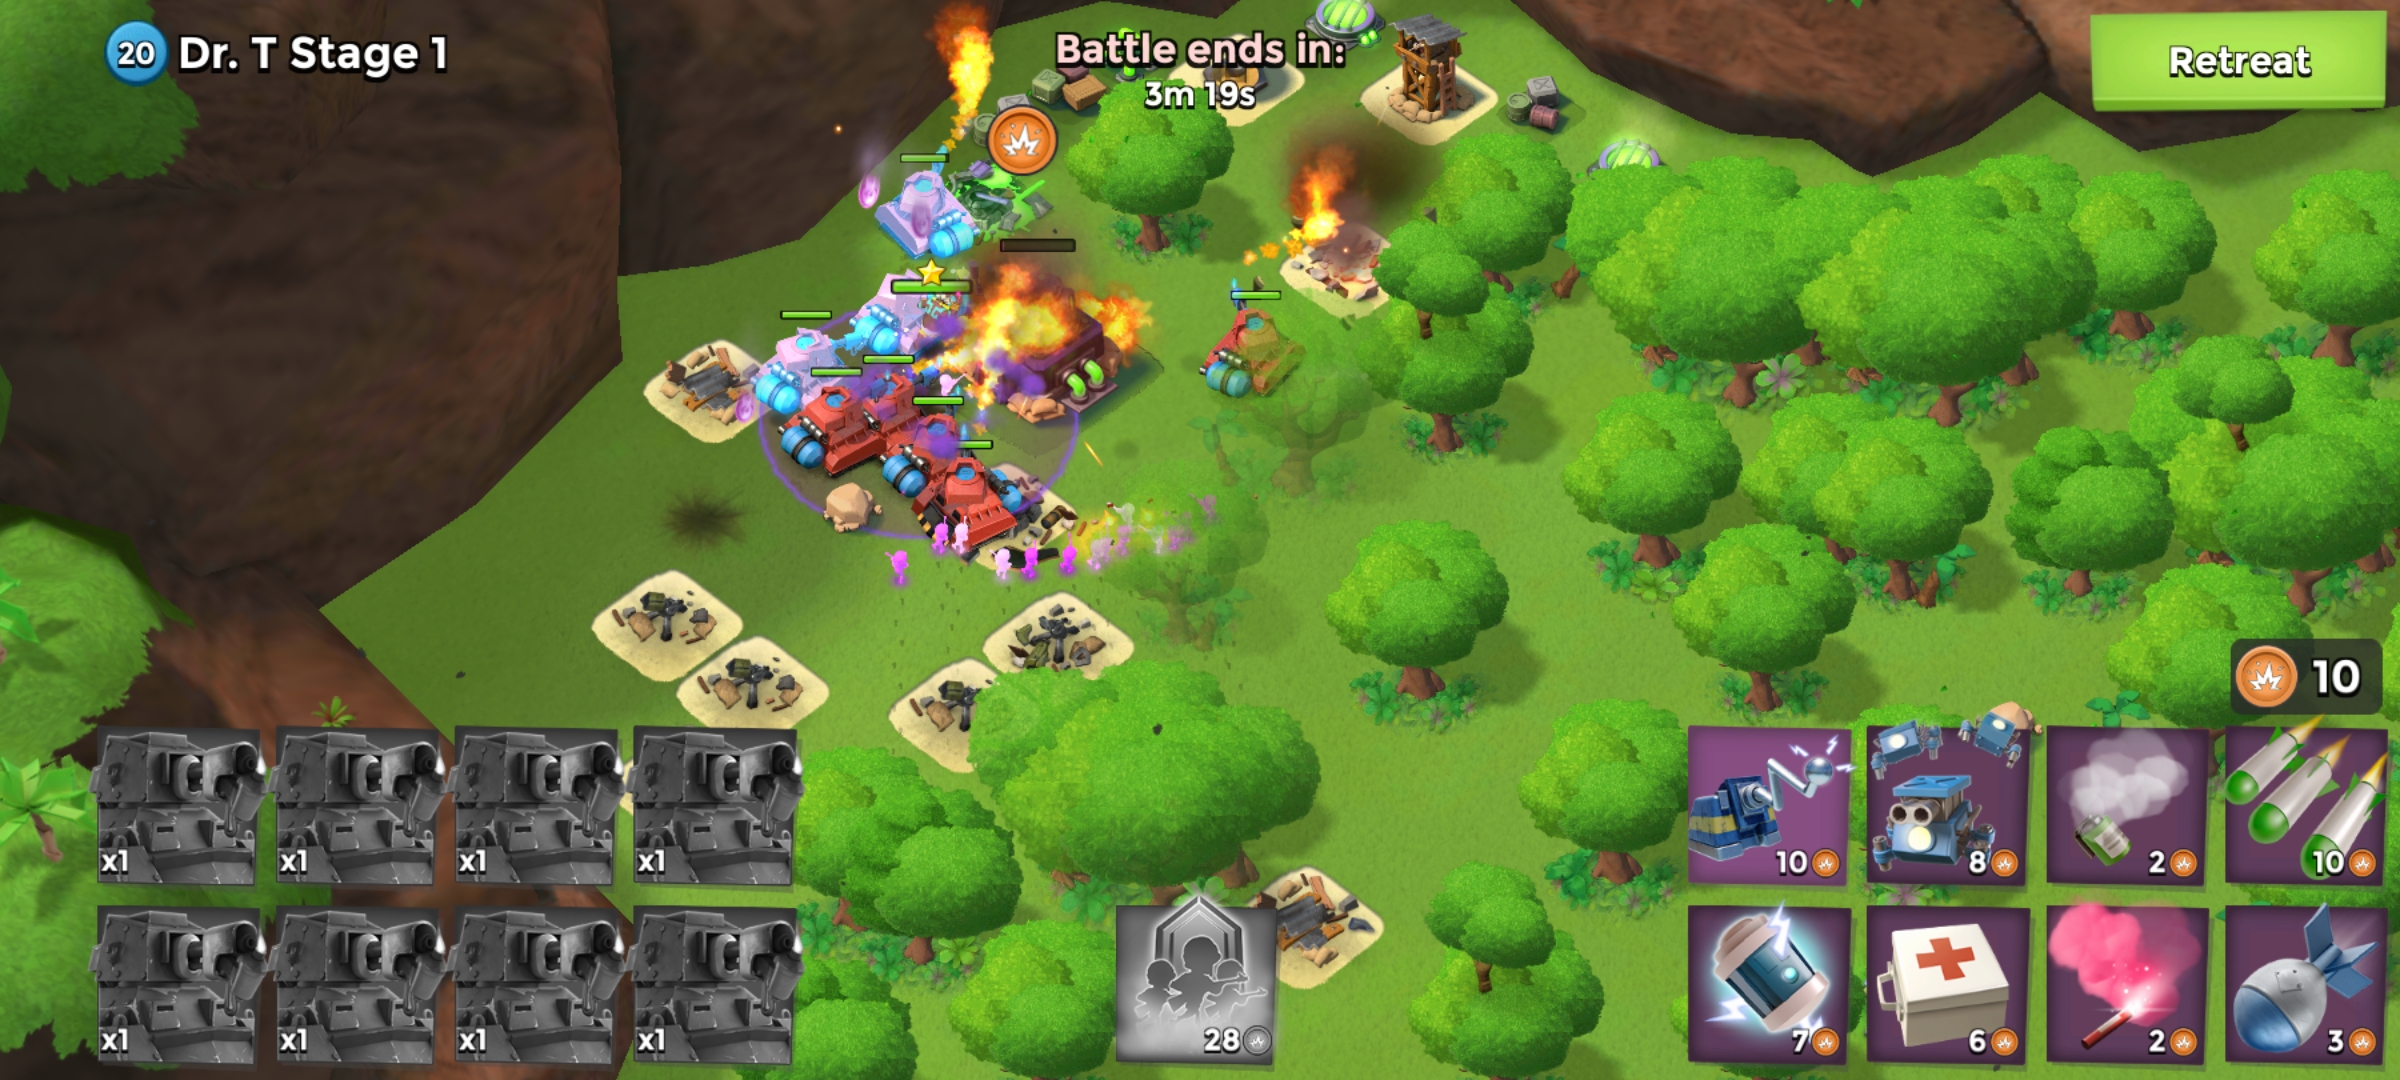 20 Dr. T Stage 1
Battle ends in:
3m 19s
Retreat
10
x1 x1 x1 x1
10 8 2 10
x1 x1 x1 x1
28
7 6 2 3